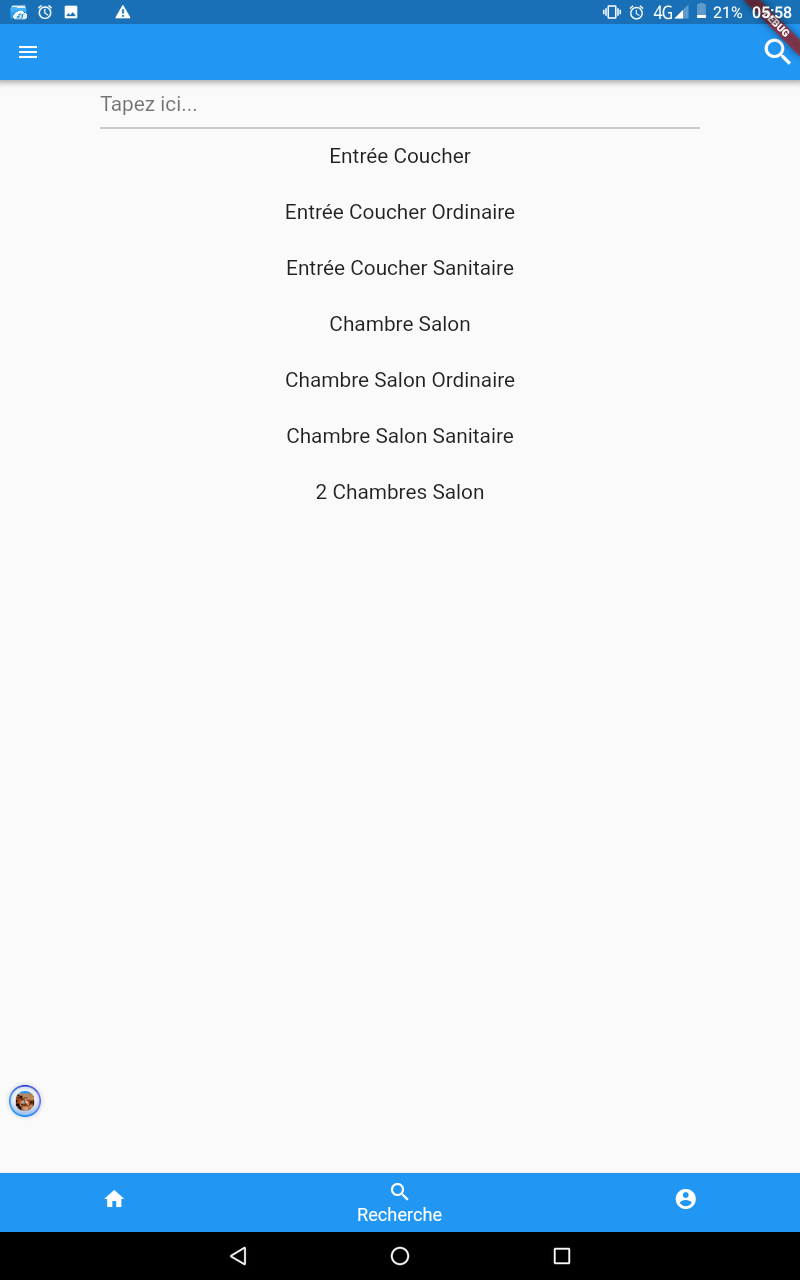 4G 21% 05:58
DEBUG
Tapez ici...
Entrée Coucher
Entrée Coucher Ordinaire
Entrée Coucher Sanitaire
Chambre Salon
Chambre Salon Ordinaire
Chambre Salon Sanitaire
2 Chambres Salon
Recherche